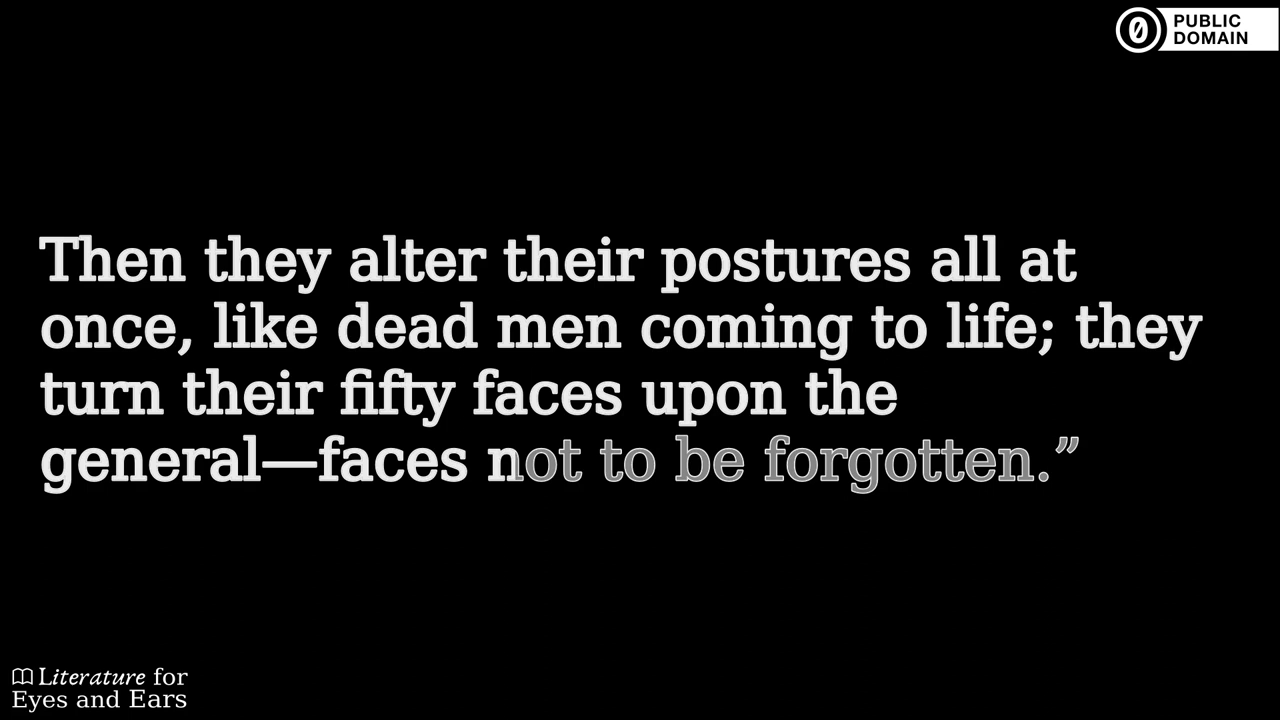 PUBLIC
DOMAIN
Then they alter their postures all at
once, like dead men coming to life; they
turn their fifty faces upon the
general—faces not to be forgotten.”
Literature for
Eyes and Ears